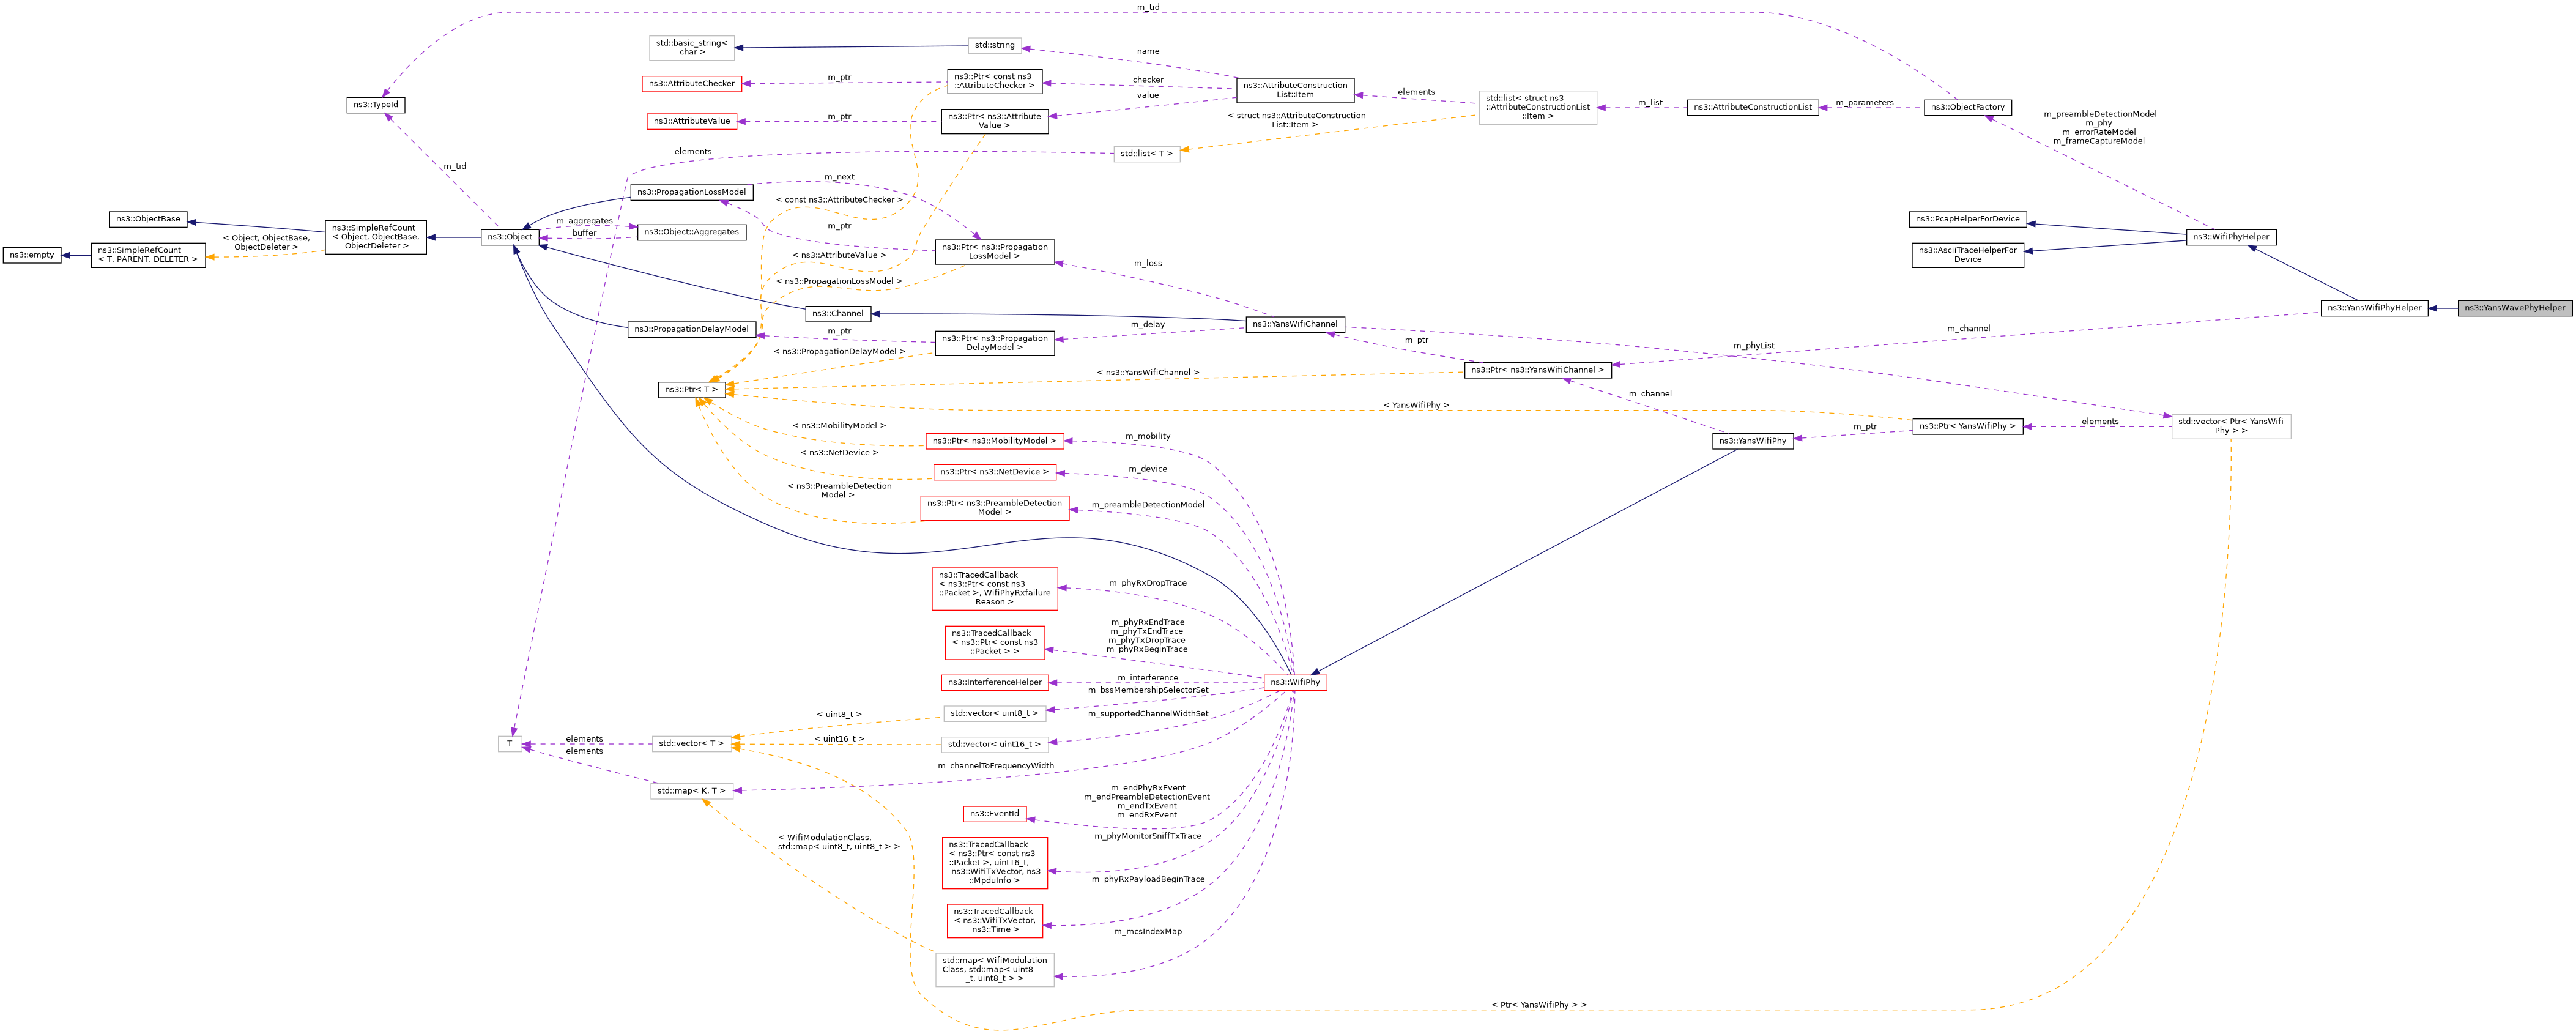 m_tid
std::basic_string<
char >
std::string
name
ns3::AttributeChecker
m_ptr
ns3::Ptr< const ns3
::AttributeChecker >
checker
value
ns3::AttributeConstruction
List::Item
elements
std::list< struct ns3
::AttributeConstructionList
::Item >
m_list
ns3::AttributeConstructionList
m_parameters
ns3::ObjectFactory
ns3::TypeId
ns3::AttributeValue
m_ptr
ns3::Ptr< ns3::Attribute
Value >
< struct ns3::AttributeConstruction
List::Item >
m_preambleDetectionModel
m_phy
m_errorRateModel
m_frameCaptureModel
elements
std::list< T >
m_tid
ns3::PropagationLossModel
m_next
< const ns3::AttributeChecker >
ns3::ObjectBase
ns3::SimpleRefCount
< Object, ObjectBase,
ObjectDeleter >
m_aggregates
buffer
ns3::Object
ns3::Object::Aggregates
m_ptr
ns3::PcapHelperForDevice
ns3::WifiPhyHelper
ns3::AsciiTraceHelperFor
Device
ns3::empty
ns3::SimpleRefCount
< T, PARENT, DELETER >
< Object, ObjectBase,
ObjectDeleter >
ns3::Ptr< ns3::Propagation
LossModel >
< ns3::AttributeValue >
m_loss
< ns3::PropagationLossModel >
ns3::Channel
ns3::YansWifiPhyHelper
ns3::YansWavePhyHelper
ns3::PropagationDelayModel
m_ptr
m_delay
ns3::YansWifiChannel
m_channel
ns3::Ptr< ns3::Propagation
DelayModel >
m_ptr
m_phyList
< ns3::PropagationDelayModel >
< ns3::YansWifiChannel >
ns3::Ptr< ns3::YansWifiChannel >
ns3::Ptr< T >
m_channel
< YansWifiPhy >
< ns3::MobilityModel >
ns3::Ptr< ns3::MobilityModel >
m_mobility
ns3::YansWifiPhy
m_ptr
ns3::Ptr< YansWifiPhy >
elements
std::vector< Ptr< YansWifi
Phy > >
< ns3::NetDevice >
ns3::Ptr< ns3::NetDevice >
m_device
< ns3::PreambleDetection
Model >
ns3::Ptr< ns3::PreambleDetection
Model >
m_preambleDetectionModel
ns3::TracedCallback
< ns3::Ptr< const ns3
::Packet >, WifiPhyRxfailure
Reason >
m_phyRxDropTrace
ns3::TracedCallback
< ns3::Ptr< const ns3
::Packet > >
m_phyRxEndTrace
m_phyTxEndTrace
m_phyTxDropTrace
m_phyRxBeginTrace
ns3::InterferenceHelper
m_interference
ns3::WifiPhy
m_bssMembershipSelectorSet
< uint8_t >
std::vector< uint8_t >
m_supportedChannelWidthSet
T
elements
elements
std::vector< T >
< uint16_t >
std::vector< uint16_t >
m_channelToFrequencyWidth
std::map< K, T >
ns3::EventId
m_endPhyRxEvent
m_endPreambleDetectionEvent
m_endTxEvent
m_endRxEvent
< WifiModulationClass,
std::map< uint8_t, uint8_t > >
ns3::TracedCallback
< ns3::Ptr< const ns3
::Packet >, uint16_t,
ns3::WifiTxVector, ns3
::MpduInfo >
m_phyMonitorSniffTxTrace
m_phyRxPayloadBeginTrace
ns3::TracedCallback
< ns3::WifiTxVector,
ns3::Time >
m_mcsIndexMap
std::map< WifiModulation
Class, std::map< uint8
_t, uint8_t > >
< Ptr< YansWifiPhy > >